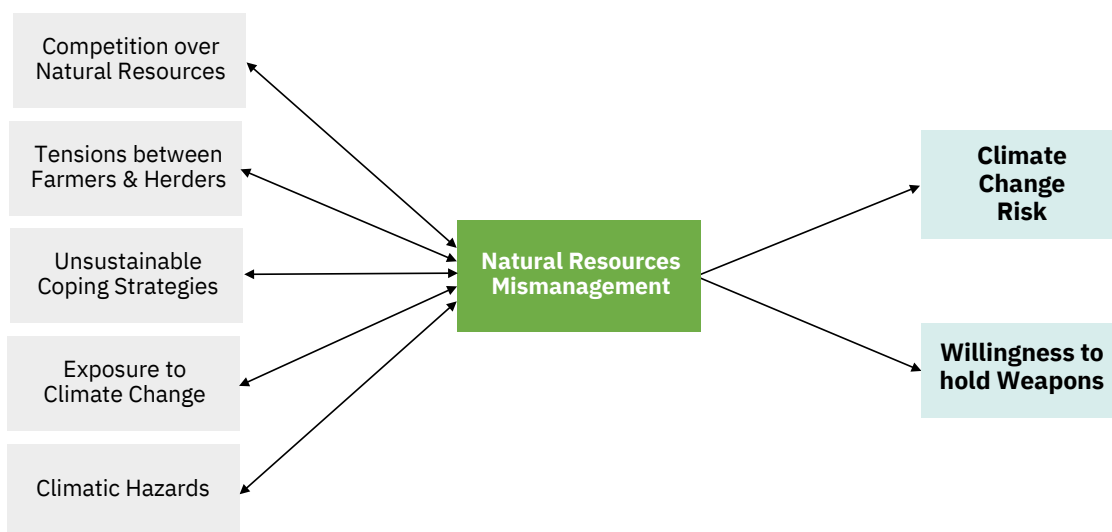 Competition over
Natural Resources
Tensions between
Farmers & Herders
Unsustainable
Coping Strategies
Exposure to
Climate Change
Climatic Hazards
Natural Resources
Mismanagement
Climate
Change
Risk
Willingness to
hold Weapons